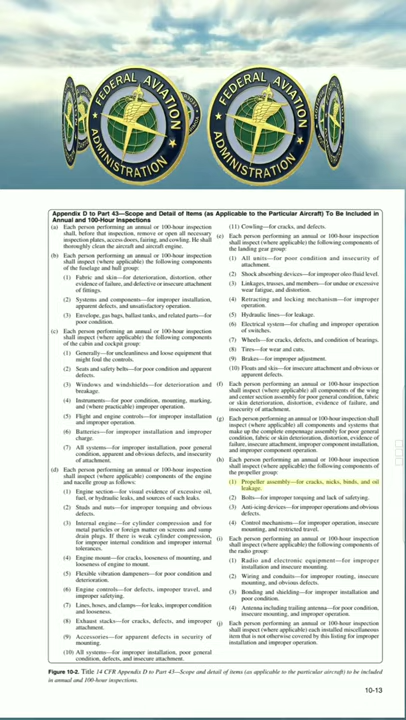 FEDERAL AVIATION
ADMINISTRATION
FEDERAL AVIATION
ADMINISTRATION
Appendix D to Part 43—Scope and Detail of Items (as Applicable to the Particular Aircraft) To Be Included in
Annual and 100-Hour Inspections
(a) Each person performing an annual or 100-hour inspection
shall, before that inspection, remove or open all necessary
inspection plates, access doors, fairing, and cowling. He shall
thoroughly clean the aircraft and aircraft engine.
(b) Each person performing an annual or 100-hour inspection
shall inspect (where applicable) the following components
of the fuselage and hull group:
(1) Fabric and skin—for deterioration, distortion, other
evidence of failure, and defective or insecure attachment
of fittings.
(2) Systems and components—for improper installation,
apparent defects, and unsatisfactory operation.
(3) Envelope, gas bags, ballast tanks, and related parts—for
poor condition.
(c) Each person performing an annual or 100-hour inspection
shall inspect (where applicable) the following components
of the cabin and cockpit group:
(1) Generally—for uncleanliness and loose equipment that
might foul the controls.
(2) Seats and safety belts—for poor condition and apparent
defects.
(3) Windows and windshields—for deterioration and
breakage.
(4) Instruments—for poor condition, mounting, marking,
and (where practicable) improper operation.
(5) Flight and engine controls—for improper installation
and improper operation.
(6) Batteries—for improper installation and improper
charge.
(7) All systems—for improper installation, poor general
condition, apparent and obvious defects, and insecurity
of attachment.
(d) Each person performing an annual or 100-hour inspection
shall inspect (where applicable) components of the engine
and nacelle group as follows:
(1) Engine section—for visual evidence of excessive oil,
fuel, or hydraulic leaks, and sources of such leaks.
(2) Studs and nuts—for improper torquing and obvious
defects.
(3) Internal engine—for cylinder compression and for
metal particles or foreign matter on screens and sump
drain plugs. If there is weak cylinder compression,
for improper internal condition and improper internal
tolerances.
(4) Engine mount—for cracks, looseness of mounting, and
looseness of engine to mount.
(5) Flexible vibration dampeners—for poor condition and
deterioration.
(6) Engine controls—for defects, improper travel, and
improper safetying.
(7) Lines, hoses, and clamps—for leaks, improper condition
and looseness.
(8) Exhaust stacks—for cracks, defects, and improper
attachment.
(9) Accessories—for apparent defects in security of
mounting.
(10) All systems—for improper installation, poor general
condition, defects, and insecure attachment.
(11) Cowling—for cracks, and defects.
(e) Each person performing an annual or 100-hour inspection
shall inspect (where applicable) the following components of
the landing gear group:
(1) All units—for poor condition and insecurity of
attachment.
(2) Shock absorbing devices—for improper oleo fluid level.
(3) Linkages, trusses, and members—for undue or excessive
wear fatigue, and distortion.
(4) Retracting and locking mechanism—for improper
operation.
(5) Hydraulic lines—for leakage.
(6) Electrical system—for chafing and improper operation
of switches.
(7) Wheels—for cracks, defects, and condition of bearings.
(8) Tires—for wear and cuts.
(9) Brakes—for improper adjustment.
(10) Floats and skis—for insecure attachment and obvious or
apparent defects.
(f) Each person performing an annual or 100-hour inspection
shall inspect (where applicable) all components of the wing
and center section assembly for poor general condition, fabric
or skin deterioration, distortion, evidence of failure, and
insecurity of attachment.
(g) Each person performing an annual or 100-hour inspection shall
inspect (where applicable) all components and systems that
make up the complete empennage assembly for poor general
condition, fabric or skin deterioration, distortion, evidence of
failure, insecure attachment, improper component installation,
and improper component operation.
(h) Each person performing an annual or 100-hour inspection
shall inspect (where applicable) the following components of
the propeller group:
(1) Propeller assembly—for cracks, nicks, binds, and oil
leakage.
(2) Bolts—for improper torquing and lack of safetying.
(3) Anti-icing devices—for improper operations and obvious
defects.
(4) Control mechanisms—for improper operation, insecure
mounting, and restricted travel.
(i) Each person performing an annual or 100-hour inspection
shall inspect (where applicable) the following components of
the radio group:
(1) Radio and electronic equipment—for improper
installation and insecure mounting.
(2) Wiring and conduits—for improper routing, insecure
mounting, and obvious defects.
(3) Bonding and shielding—for improper installation and
poor condition.
(4) Antenna including trailing antenna—for poor condition,
insecure mounting, and improper operation.
(j) Each person performing an annual or 100-hour inspection
shall inspect (where applicable) each installed miscellaneous
item that is not otherwise covered by this listing for improper
installation and improper operation.
Figure 10-2. Title 14 CFR Appendix D to Part 43—Scope and detail of items (as applicable to the particular aircraft) to be included
in annual and 100-hour inspections.
10-13